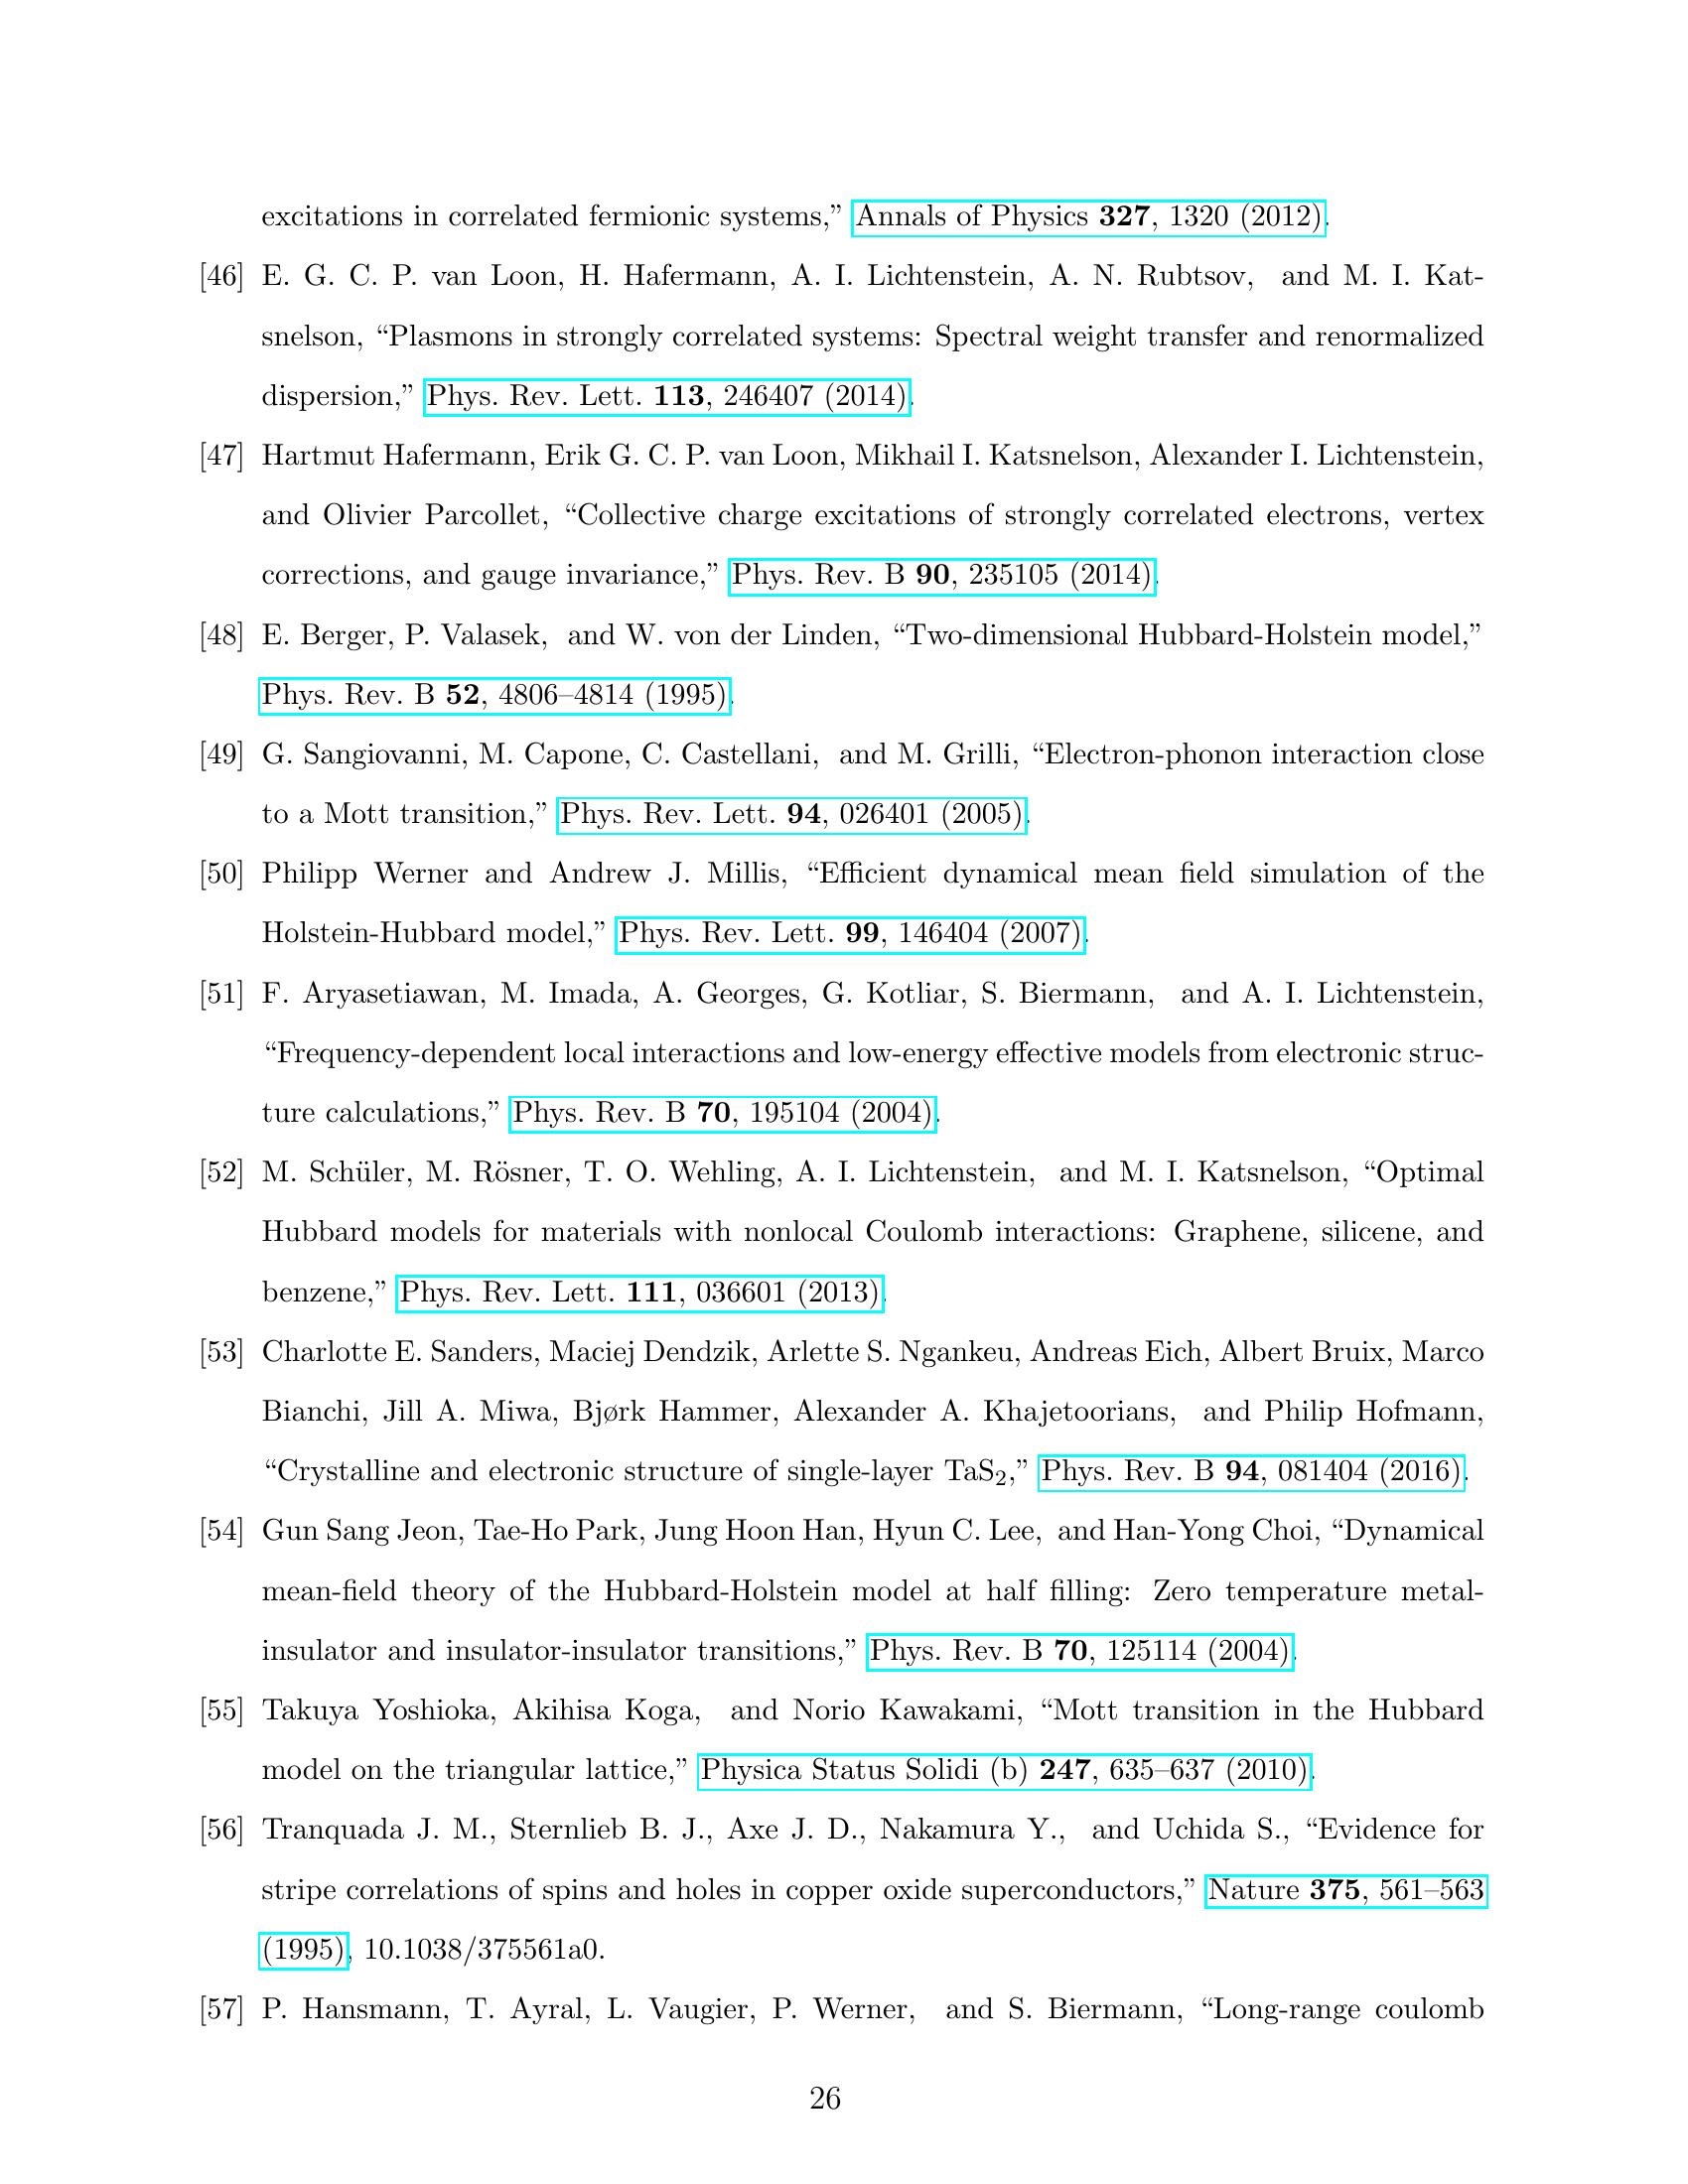 excitations in correlated fermionic systems,” Annals of Physics 327, 1320 (2012).
[46] E. G. C. P. van Loon, H. Hafermann, A. I. Lichtenstein, A. N. Rubtsov, and M. I. Kat-
snelson, “Plasmons in strongly correlated systems: Spectral weight transfer and renormalized
dispersion,” Phys. Rev. Lett. 113, 246407 (2014).
[47] Hartmut Hafermann, Erik G. C. P. van Loon, Mikhail I. Katsnelson, Alexander I. Lichtenstein,
and Olivier Parcollet, “Collective charge excitations of strongly correlated electrons, vertex
corrections, and gauge invariance,” Phys. Rev. B 90, 235105 (2014).
[48] E. Berger, P. Valasek, and W. von der Linden, “Two-dimensional Hubbard-Holstein model,”
Phys. Rev. B 52, 4806–4814 (1995).
[49] G. Sangiovanni, M. Capone, C. Castellani, and M. Grilli, “Electron-phonon interaction close
to a Mott transition,” Phys. Rev. Lett. 94, 026401 (2005).
[50] Philipp Werner and Andrew J. Millis, “Efficient dynamical mean field simulation of the
Holstein-Hubbard model,” Phys. Rev. Lett. 99, 146404 (2007).
[51] F. Aryasetiawan, M. Imada, A. Georges, G. Kotliar, S. Biermann, and A. I. Lichtenstein,
“Frequency-dependent local interactions and low-energy effective models from electronic struc-
ture calculations,” Phys. Rev. B 70, 195104 (2004).
[52] M. Schüler, M. Rösner, T. O. Wehling, A. I. Lichtenstein, and M. I. Katsnelson, “Optimal
Hubbard models for materials with nonlocal Coulomb interactions: Graphene, silicene, and
benzene,” Phys. Rev. Lett. 111, 036601 (2013).
[53] Charlotte E. Sanders, Maciej Dendzik, Arlette S. Ngankeu, Andreas Eich, Albert Bruix, Marco
Bianchi, Jill A. Miwa, Bjørk Hammer, Alexander A. Khajetoorians, and Philip Hofmann,
“Crystalline and electronic structure of single-layer TaS₂,” Phys. Rev. B 94, 081404 (2016).
[54] Gun Sang Jeon, Tae-Ho Park, Jung Hoon Han, Hyun C. Lee, and Han-Yong Choi, “Dynamical
mean-field theory of the Hubbard-Holstein model at half filling: Zero temperature metal-
insulator and insulator-insulator transitions,” Phys. Rev. B 70, 125114 (2004).
[55] Takuya Yoshioka, Akihisa Koga, and Norio Kawakami, “Mott transition in the Hubbard
model on the triangular lattice,” Physica Status Solidi (b) 247, 635–637 (2010).
[56] Tranquada J. M., Sternlieb B. J., Axe J. D., Nakamura Y., and Uchida S., “Evidence for
stripe correlations of spins and holes in copper oxide superconductors,” Nature 375, 561–563
(1995), 10.1038/375561a0.
[57] P. Hansmann, T. Ayral, L. Vaugier, P. Werner, and S. Biermann, “Long-range coulomb
26